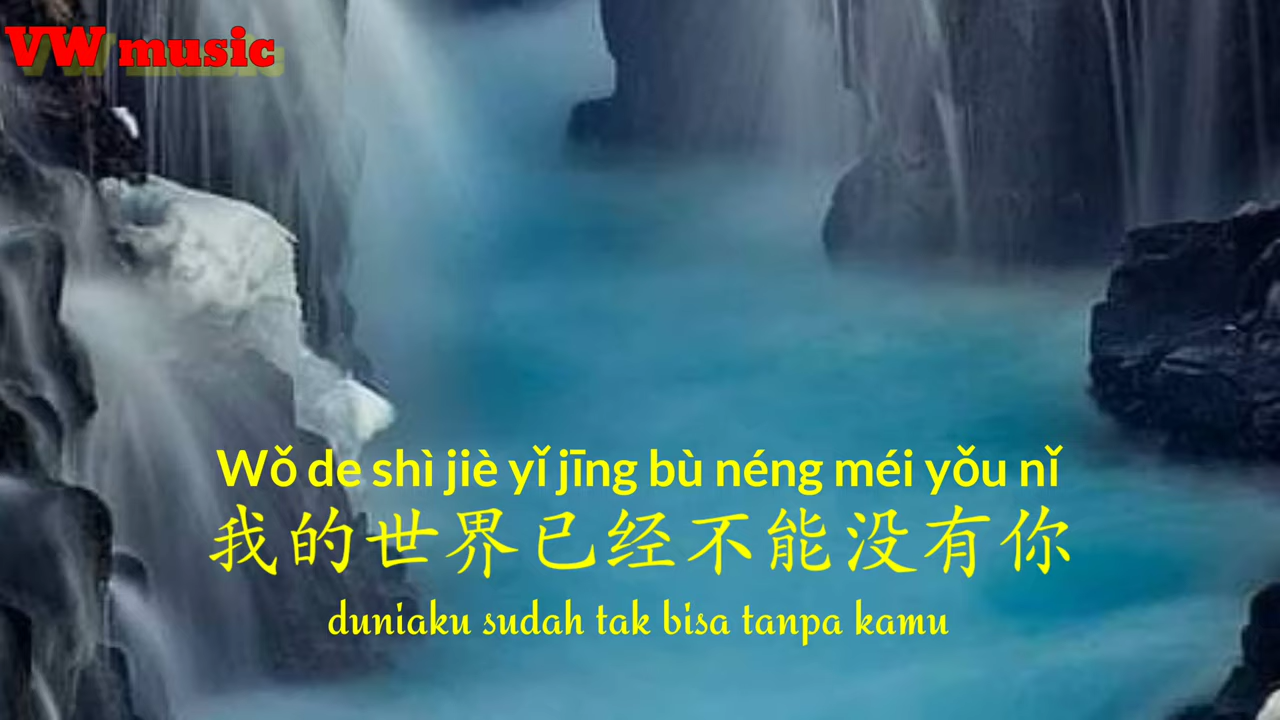 VW music
Wǒ de shì jiè yǐ jīng bù néng méi yǒu nǐ
我的世界已经不能没有你
duniaku sudah tak bisa tanpa kamu